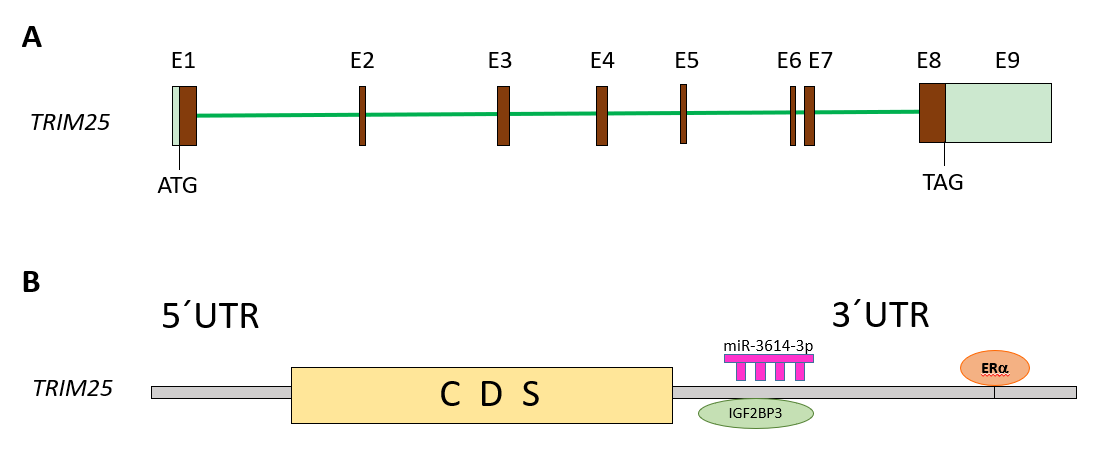 A
E1 E2 E3 E4 E5 E6 E7 E8 E9
TRIM25
ATG TAG
B
5´UTR 3´UTR
miR-3614-3p
ERα
TRIM25
C D S
IGF2BP3